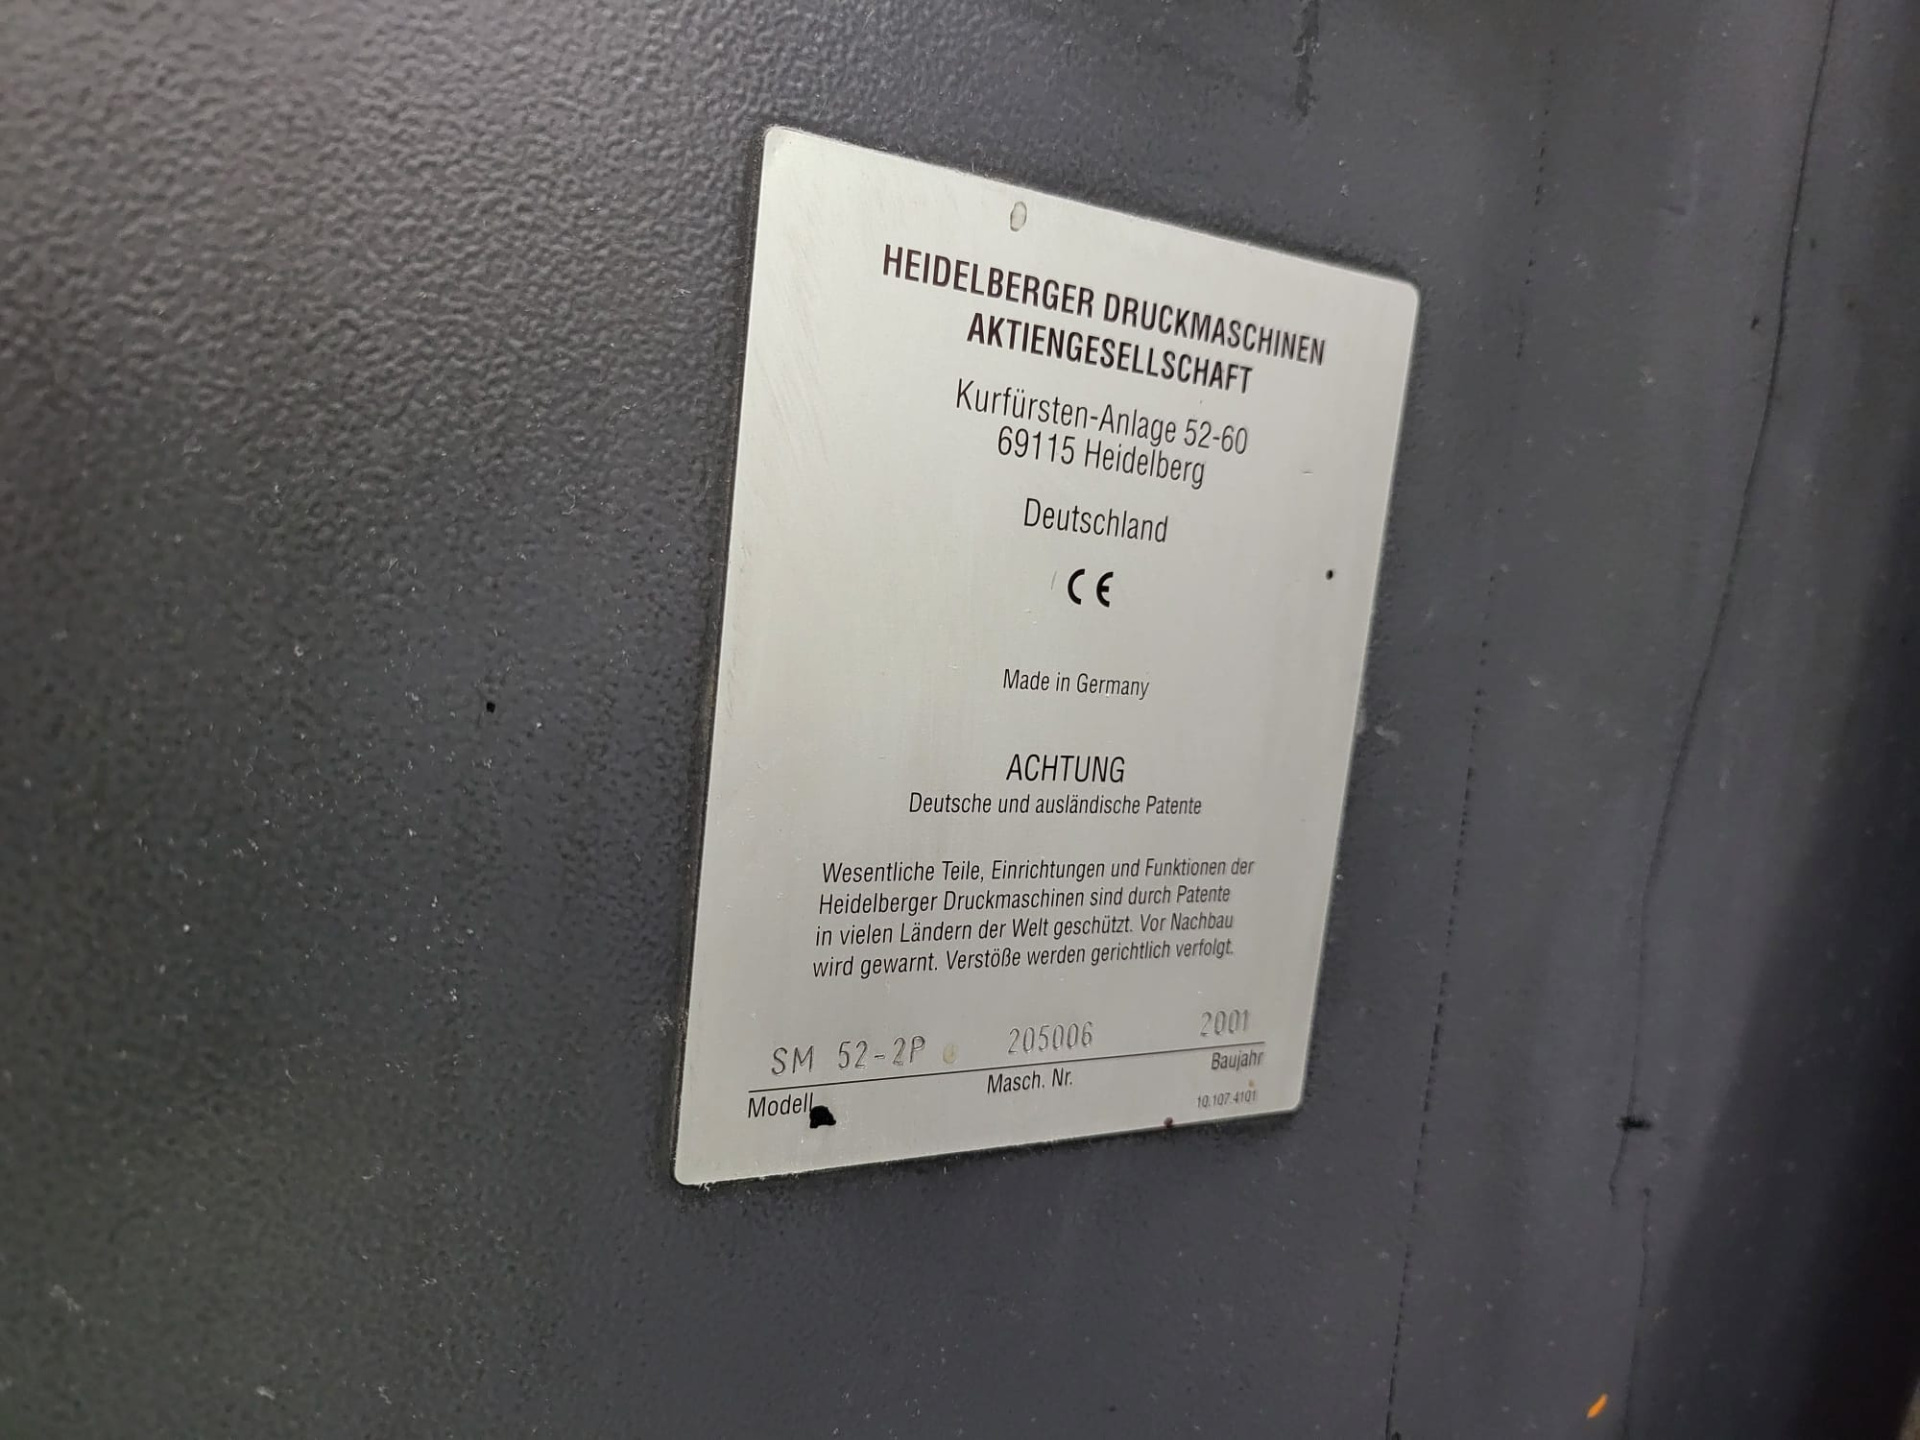 HEIDELBERGER DRUCKMASCHINEN
AKTIENGESELLSCHAFT
Kurfürsten-Anlage 52-60
69115 Heidelberg
Deutschland
CE
Made in Germany
ACHTUNG
Deutsche und ausländische Patente
Wesentliche Teile, Einrichtungen und Funktionen der
Heidelberger Druckmaschinen sind durch Patente
in vielen Ländern der Welt geschützt. Vor Nachbau
wird gewarnt. Verstöße werden gerichtlich verfolgt.
SM 52-2P 205006 2001
Modell Masch. Nr. Baujahr
10.107.4101